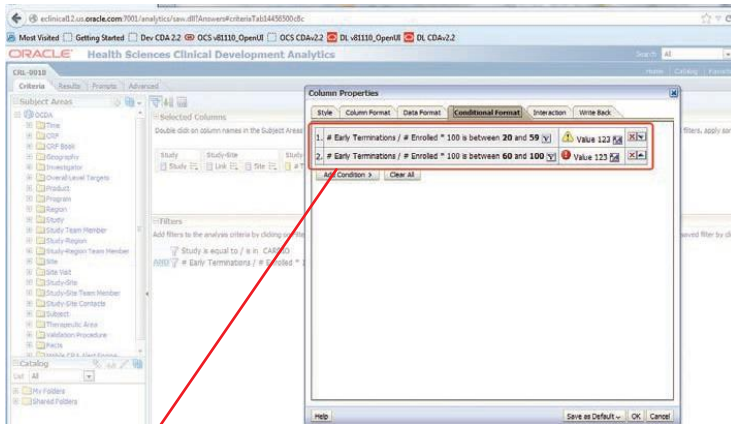 eclinical12.us.oracle.com:7001/analytics/saw.dll?Answers#criteriaTab14456500c8c
Most Visited Getting Started Dev CDA 2.2 OCS v81110_OpenUI OCS CDAv2.2 DL v81110_OpenUI DL CDAv2.2
ORACLE Health Sciences Clinical Development Analytics Search All
CRL-0010 Home Catalog Favorites
Criteria Results Prompts Advanced
Subject Areas
OCDA
Time
CRF
CRF Book
Geography
Investigator
Overall Level Targets
Product
Program
Region
Study
Study Team Member
Study-Region
Study-Region Team Member
Site
Site Visit
Study-Site
Study-Site Team Member
Study-Site Contacts
Subject
Therapeutic Area
Validation Procedure
Facts
Catalog
List All
My Folders
Shared Folders
Selected Columns
Double click on column names in the Subject Areas
filters, apply sor
Study Study-Site Study
Study Link Site # T
Filters
Add filters to the analysis criteria by clicking on
saved filter by cli
Study is equal to / is in CARDIO
AND # Early Terminations / # Enrolled * 1
Column Properties
Style Column Format Data Format Conditional Format Interaction Write Back
1. # Early Terminations / # Enrolled * 100 is between 20 and 59 Value 123
2. # Early Terminations / # Enrolled * 100 is between 60 and 100 Value 123
Add Condition > Clear All
Help Save as Default OK Cancel